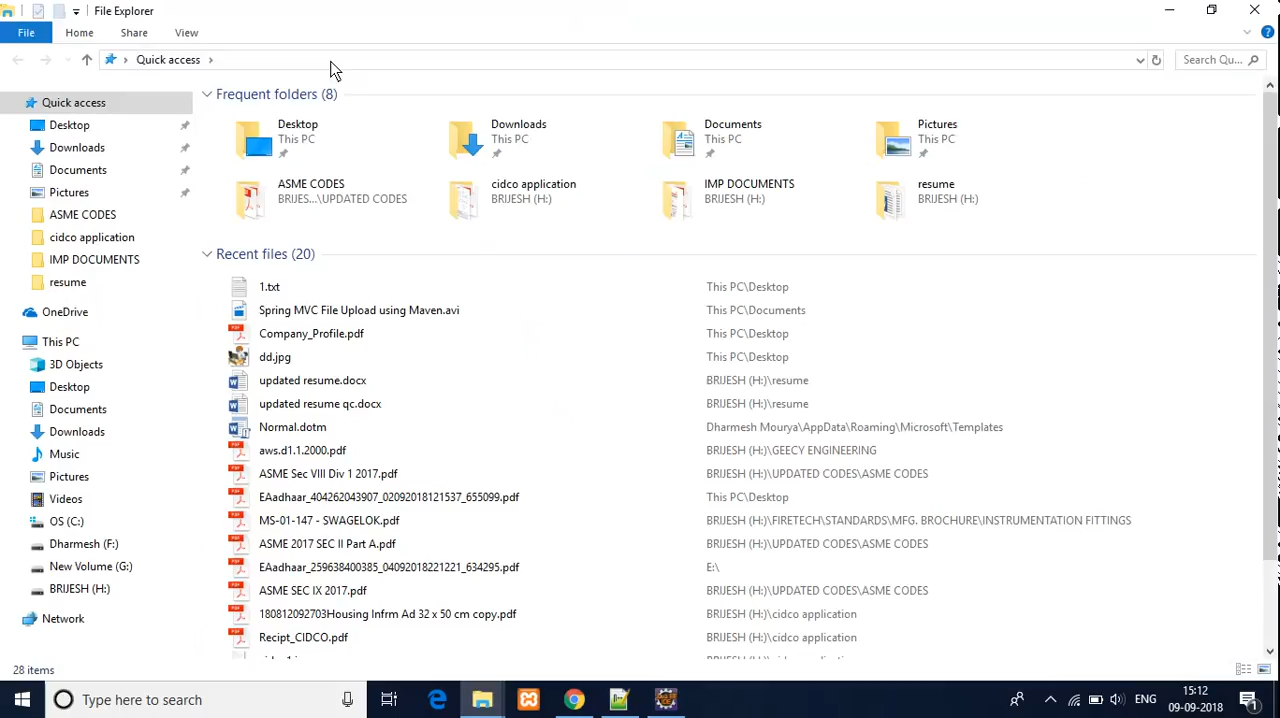 File Explorer
File Home Share View
Quick access Search Qu...
Quick access
Desktop
Downloads
Documents
Pictures
ASME CODES
cidco application
IMP DOCUMENTS
resume
OneDrive
This PC
3D Objects
Desktop
Documents
Downloads
Music
Pictures
Videos
OS (C:)
Dharmesh (F:)
New Volume (G:)
BRIJESH (H:)
Network
Frequent folders (8)
Desktop
This PC
Downloads
This PC
Documents
This PC
Pictures
This PC
ASME CODES
BRIJES...\UPDATED CODES
cidco application
BRIJESH (H:)
IMP DOCUMENTS
BRIJESH (H:)
resume
BRIJESH (H:)
Recent files (20)
1.txt This PC\Desktop
Spring MVC File Upload using Maven.avi This PC\Documents
Company_Profile.pdf This PC\Desktop
dd.jpg This PC\Desktop
updated resume.docx BRIJESH (H:)\resume
updated resume qc.docx BRIJESH (H:)\resume
Normal.dotm Dharmesh Mourya\AppData\Roaming\Microsoft\Templates
aws.d1.1.2000.pdf BRIJESH (H:)\GEECY ENGINEERING
ASME Sec VIII Div 1 2017.pdf BRIJESH (H:)\UPDATED CODES\ASME CODES
EAadhaar_404262043907_02092018121537_655099.pdf This PC\Desktop
MS-01-147 - SWAGELOK.pdf BRIJESH (H:)\FIRETECH\STANDARDS\MFG. BROCHURE\INSTRUMENTATION FITTINGS
ASME 2017 SEC II Part A.pdf BRIJESH (H:)\UPDATED CODES\ASME CODES
EAadhaar_259638400385_04092018221221_634295.pdf E:\
ASME SEC IX 2017.pdf BRIJESH (H:)\UPDATED CODES\ASME CODES
180812092703Housing Infrm Ad 32 x 50 cm copy.pdf BRIJESH (H:)\cidco application
Recipt_CIDCO.pdf BRIJESH (H:)\cidco application
28 items
Type here to search
ENG
15:12
09-09-2018
1